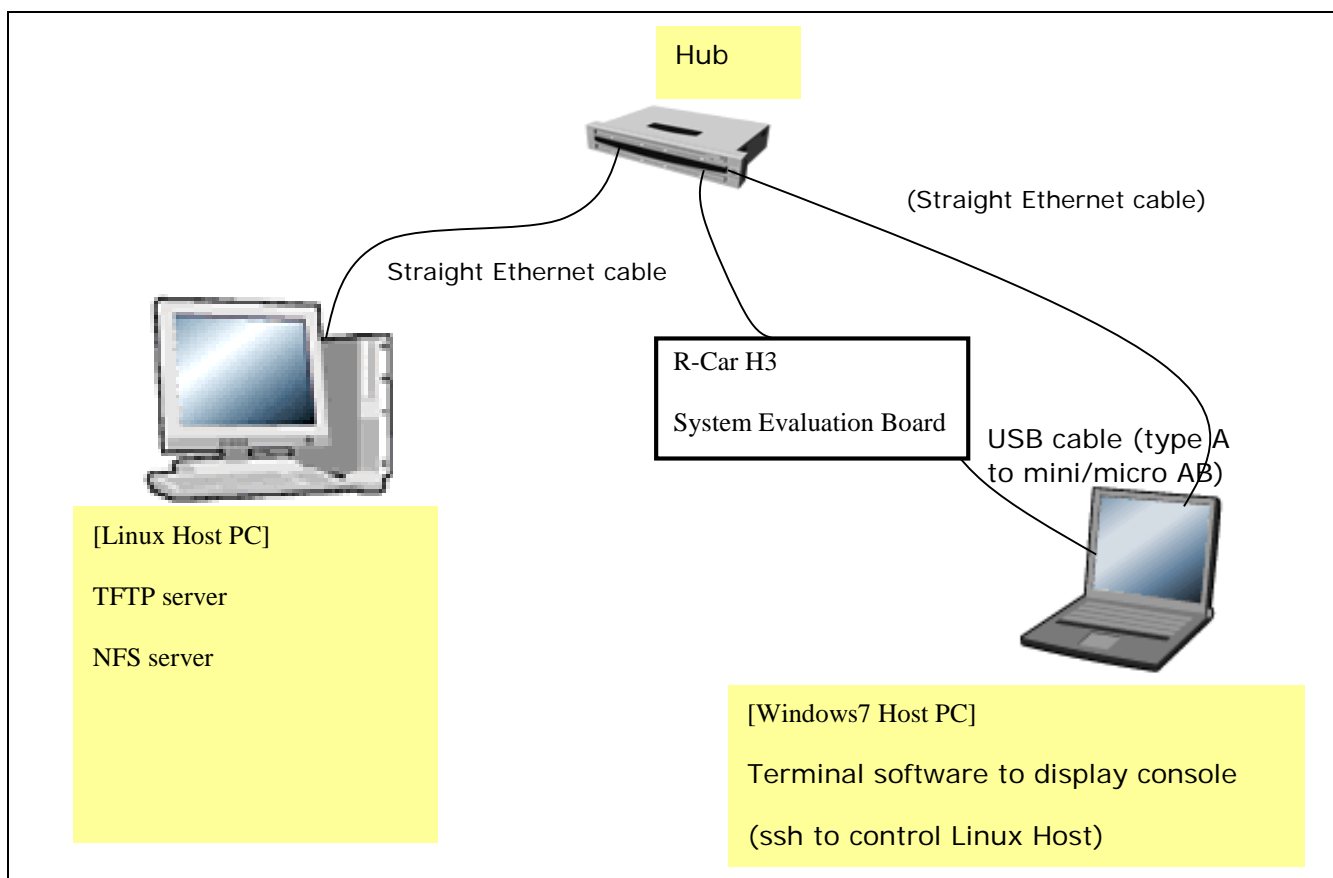 Hub
(Straight Ethernet cable)
Straight Ethernet cable
R-Car H3
System Evaluation Board
USB cable (type A
to mini/micro AB)
[Linux Host PC]
TFTP server
NFS server
[Windows7 Host PC]
Terminal software to display console
(ssh to control Linux Host)